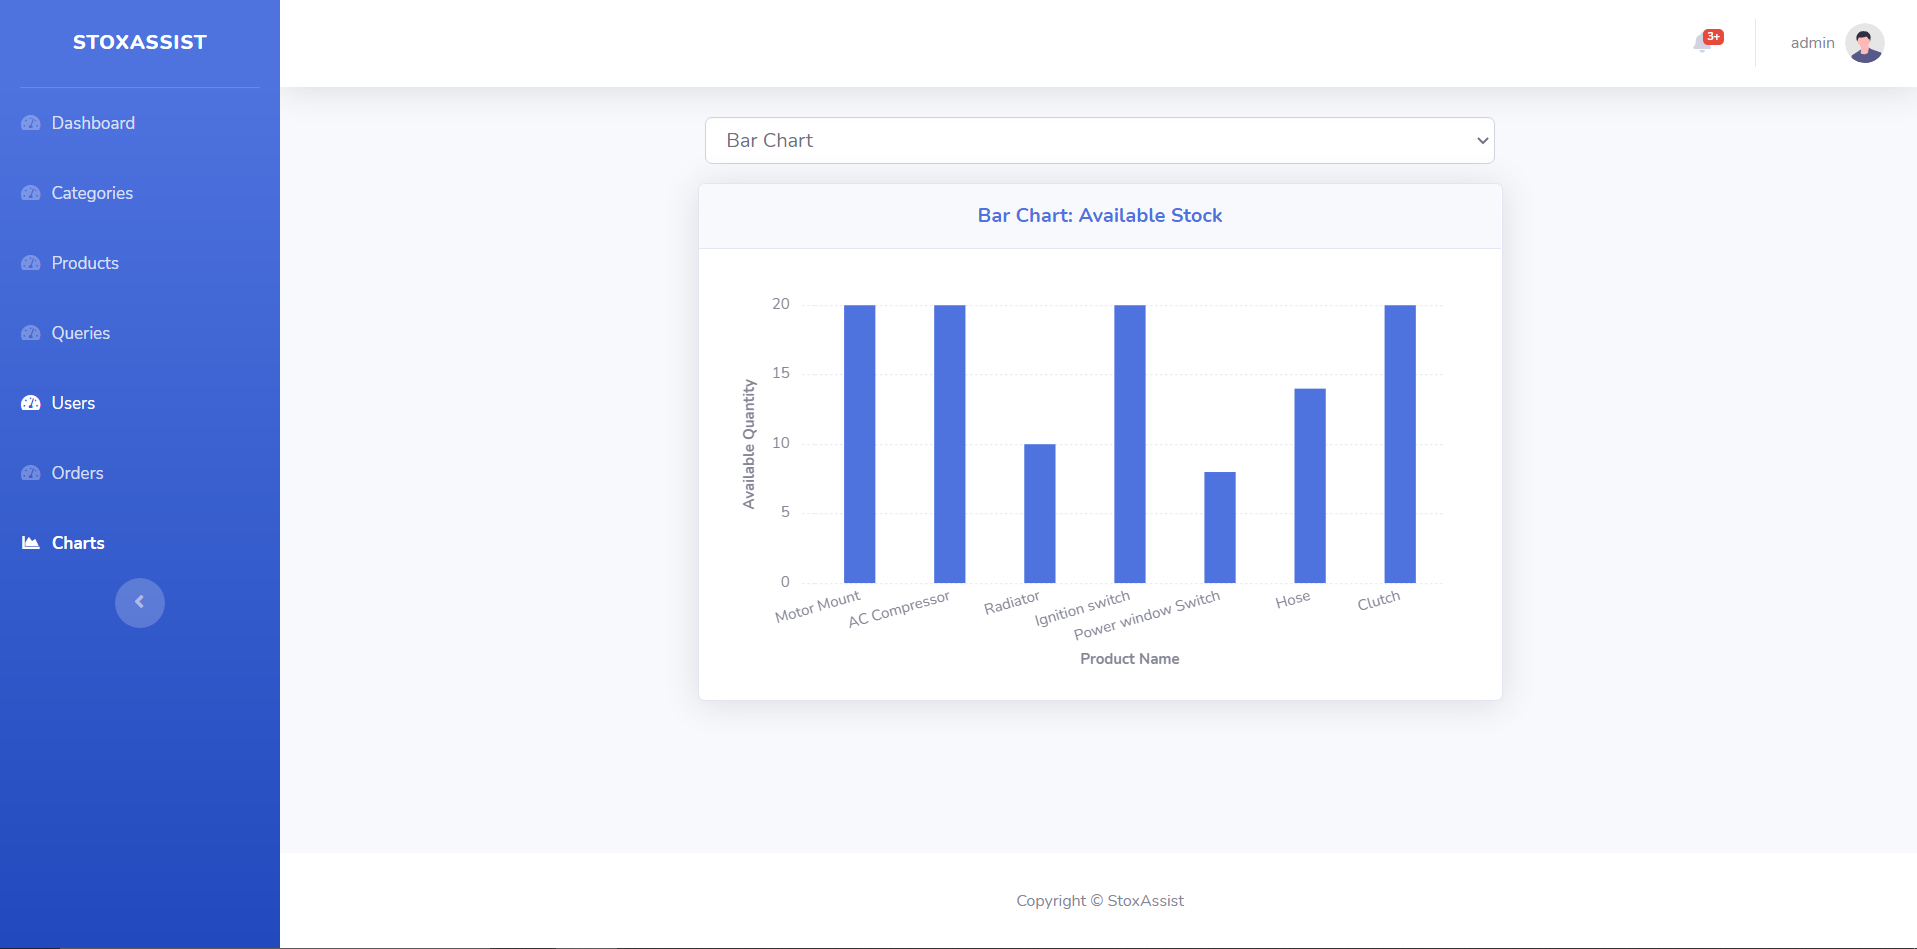 STOXASSIST
Dashboard
Categories
Products
Queries
Users
Orders
Charts
3+
admin
Bar Chart
Bar Chart: Available Stock
20
15
10
5
0
Available Quantity
Motor Mount
AC Compressor
Radiator
Ignition switch
Power window Switch
Hose
Clutch
Product Name
Copyright © StoxAssist